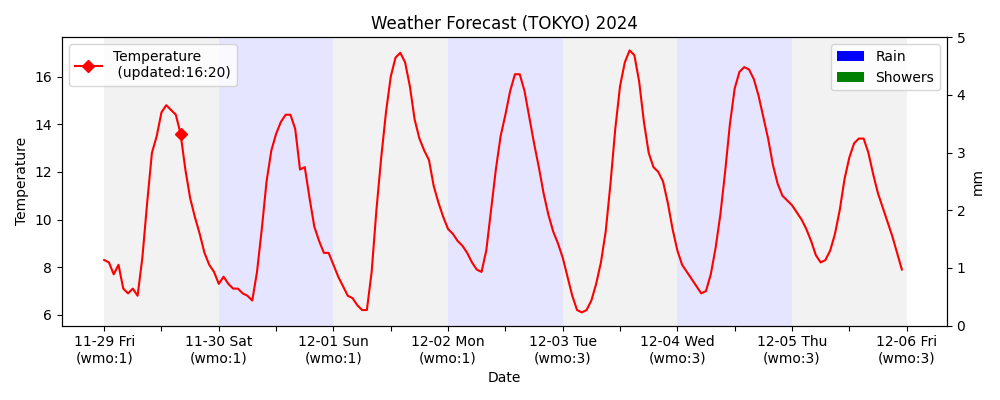 Weather Forecast (TOKYO) 2024
Temperature
(updated:16:20)
Rain
Showers
Temperature
16
14
12
10
8
6
5
4
3
2
1
0
mm
11-29 Fri
(wmo:1)
11-30 Sat
(wmo:1)
12-01 Sun
(wmo:1)
12-02 Mon
(wmo:1)
12-03 Tue
(wmo:3)
12-04 Wed
(wmo:3)
12-05 Thu
(wmo:3)
12-06 Fri
(wmo:3)
Date